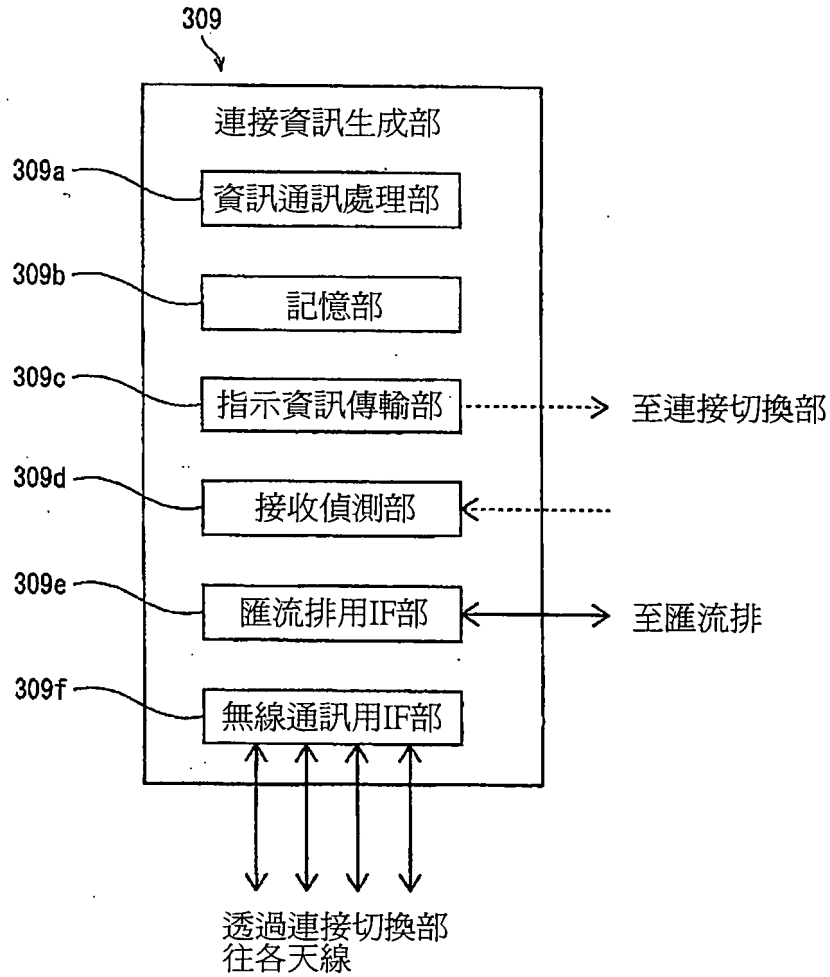 309
連接資訊生成部
309a
資訊通訊處理部
309b
記憶部
309c
指示資訊傳輸部
至連接切換部
309d
接收偵測部
309e
匯流排用IF部
至匯流排
309f
無線通訊用IF部
透過連接切換部
往各天線